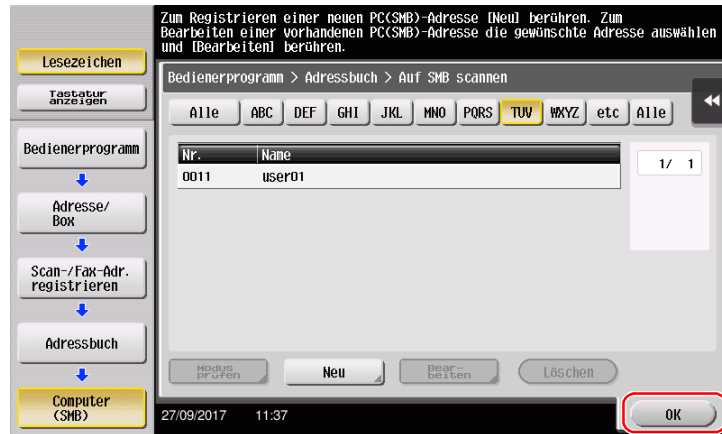 Zum Registrieren einer neuen PC(SMB)-Adresse [Neu] berühren. Zum
Bearbeiten einer vorhandenen PC(SMB)-Adresse die gewünschte Adresse auswählen
und [Bearbeiten] berühren.
Lesezeichen
Tastatur
anzeigen
Bedienerprogramm
Adresse/
Box
Scan-/Fax-Adr.
registrieren
Adressbuch
Computer
(SMB)
Bedienerprogramm > Adressbuch > Auf SMB scannen
Alle ABC DEF GHI JKL MNO PQRS TUV WXYZ etc Alle
Nr. Name
0011 user01
1/ 1
Modus
prüfen
Neu
Bear-
beiten
Löschen
27/09/2017 11:37
OK